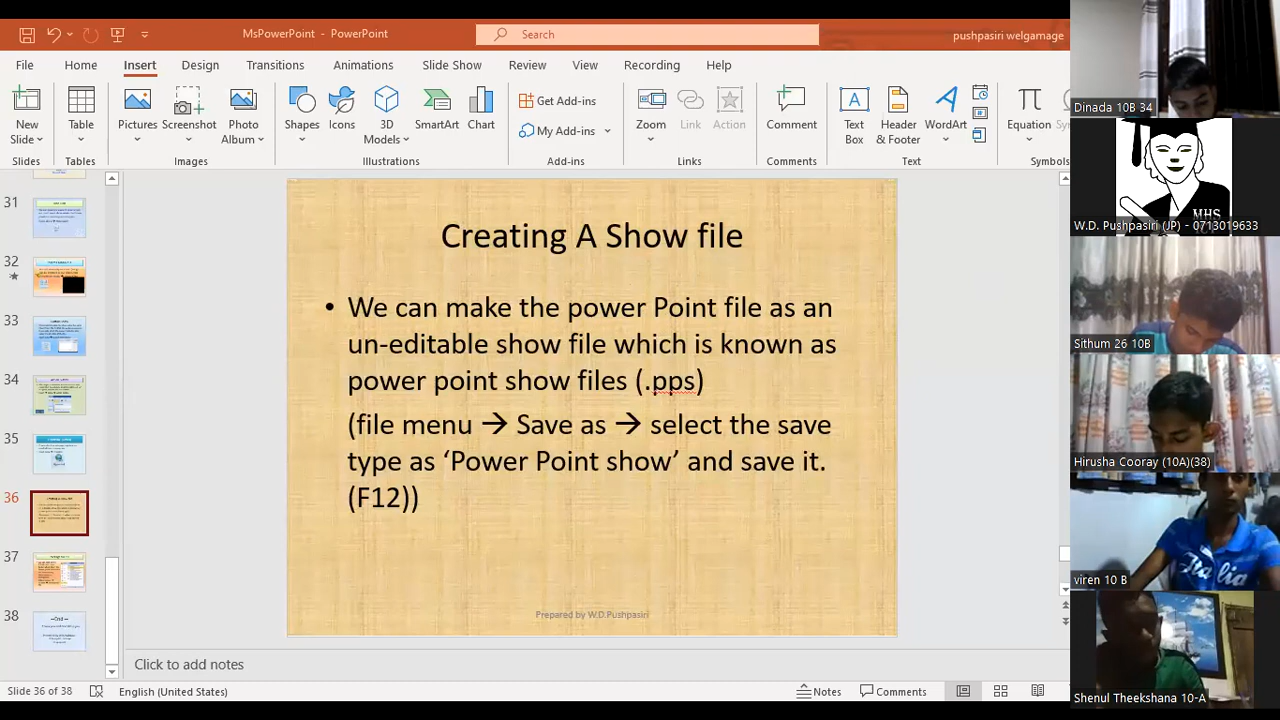 MsPowerPoint - PowerPoint
Search
pushpasiri welgamage
File Home Insert Design Transitions Animations Slide Show Review View Recording Help
New Slide
Table
Pictures
Screenshot
Photo Album
Shapes
Icons
3D Models
SmartArt
Chart
Get Add-ins
My Add-ins
Zoom
Link
Action
Comment
Text Box
Header & Footer
WordArt
Equation
Slides
Tables
Images
Illustrations
Add-ins
Links
Comments
Text
Symbols
31
32
33
34
35
36
37
38
Creating A Show file
• We can make the power Point file as an
un-editable show file which is known as
power point show files (.pps)
(file menu → Save as → select the save
type as ‘Power Point show’ and save it.
(F12))
Prepared by W.D.Pushpasiri
Click to add notes
Slide 36 of 38
English (United States)
Notes
Comments
Dinada 10B 34
MHS
W.D. Pushpasiri (JP) - 0713019633
Sithum 26 10B
Hirusha Cooray (10A)(38)
Italia
viren 10 B
Shenul Theekshana 10-A